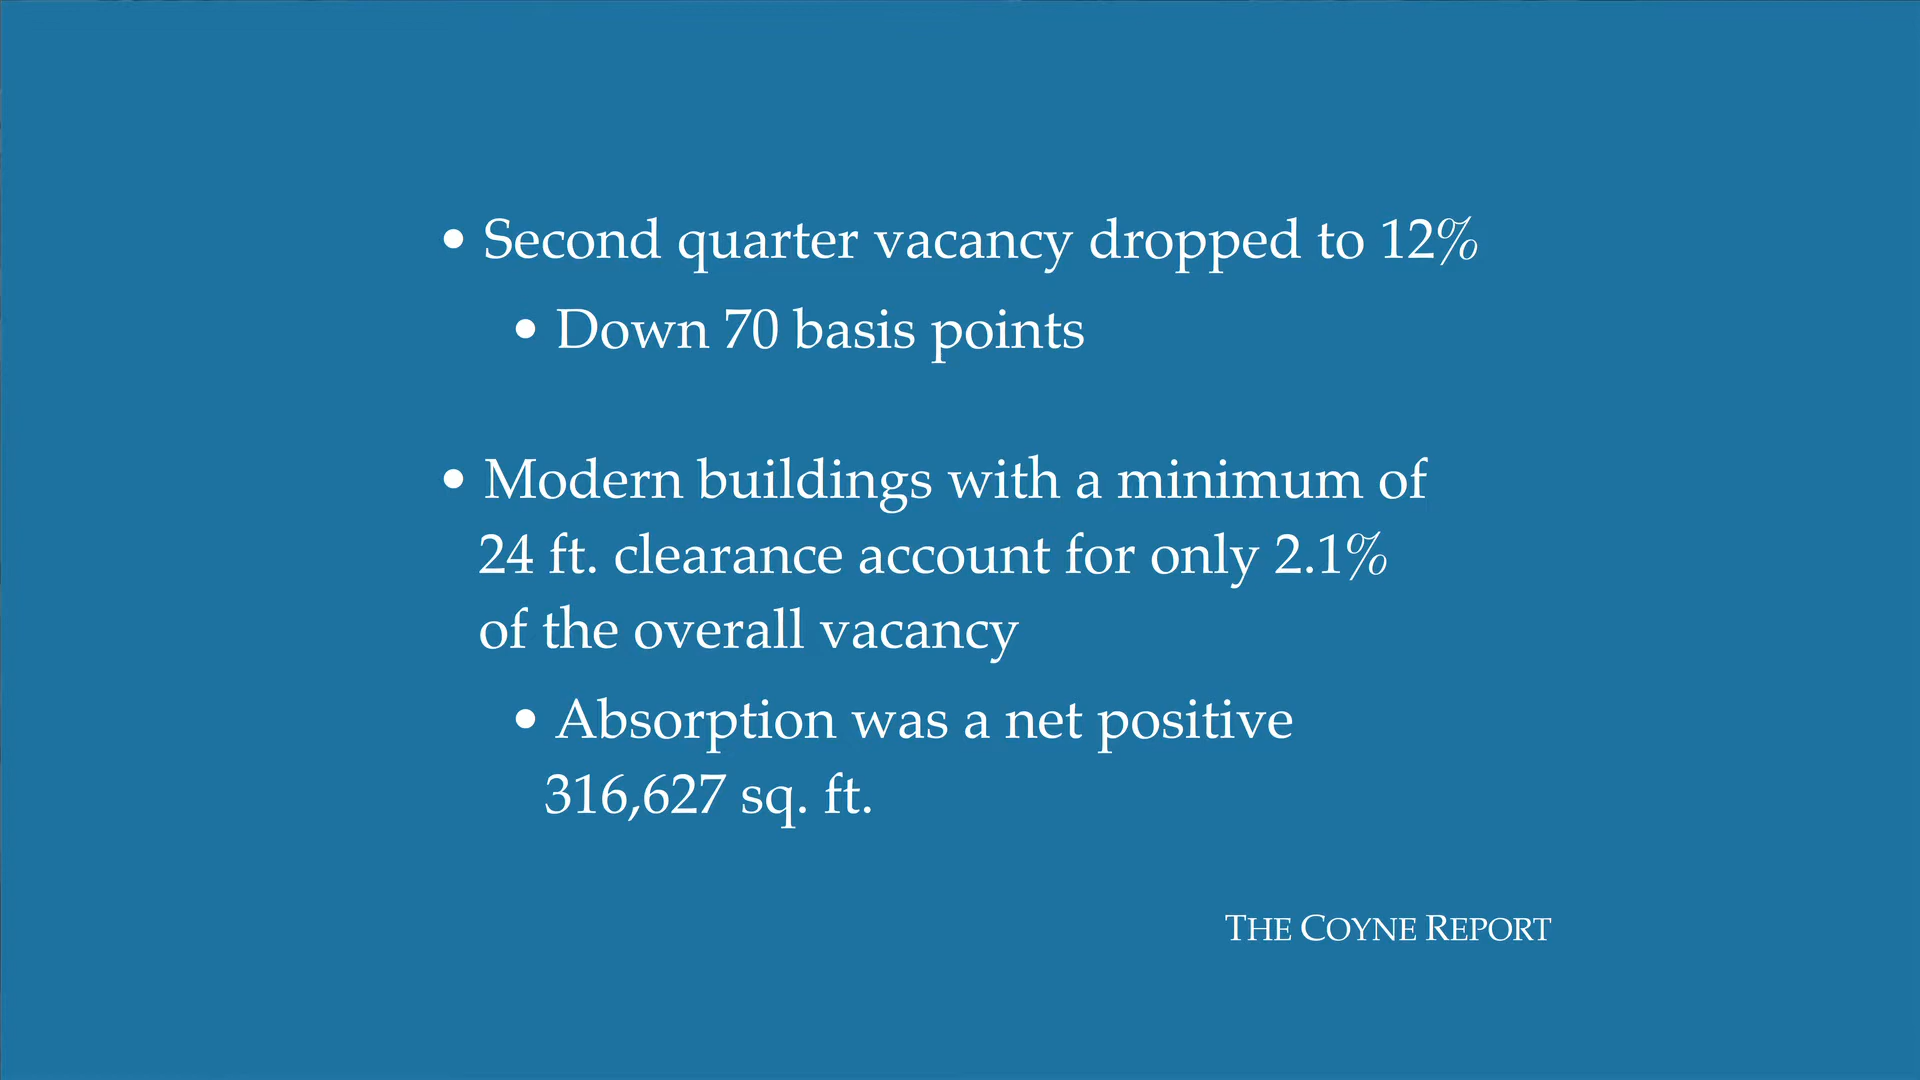 • Second quarter vacancy dropped to 12%
• Down 70 basis points
• Modern buildings with a minimum of
24 ft. clearance account for only 2.1%
of the overall vacancy
• Absorption was a net positive
316,627 sq. ft.
THE COYNE REPORT